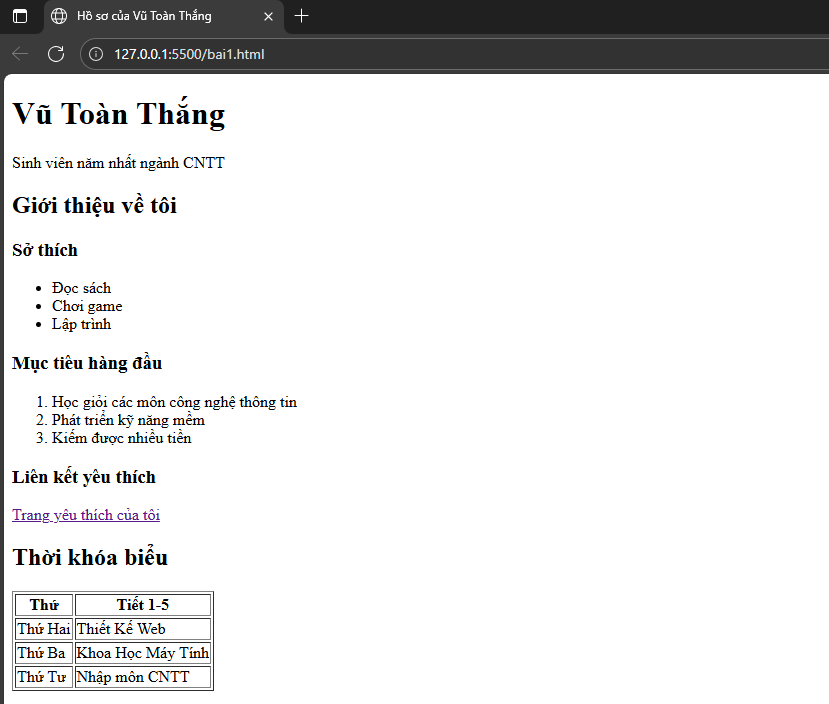 Hồ sơ của Vũ Toàn Thắng
127.0.0.1:5500/bai1.html
Vũ Toàn Thắng
Sinh viên năm nhất ngành CNTT
Giới thiệu về tôi
Sở thích
Đọc sách
Chơi game
Lập trình
Mục tiêu hàng đầu
1. Học giỏi các môn công nghệ thông tin
2. Phát triển kỹ năng mềm
3. Kiếm được nhiều tiền
Liên kết yêu thích
Trang yêu thích của tôi
Thời khóa biểu
Thứ Tiết 1-5
Thứ Hai Thiết Kế Web
Thứ Ba Khoa Học Máy Tính
Thứ Tư Nhập môn CNTT